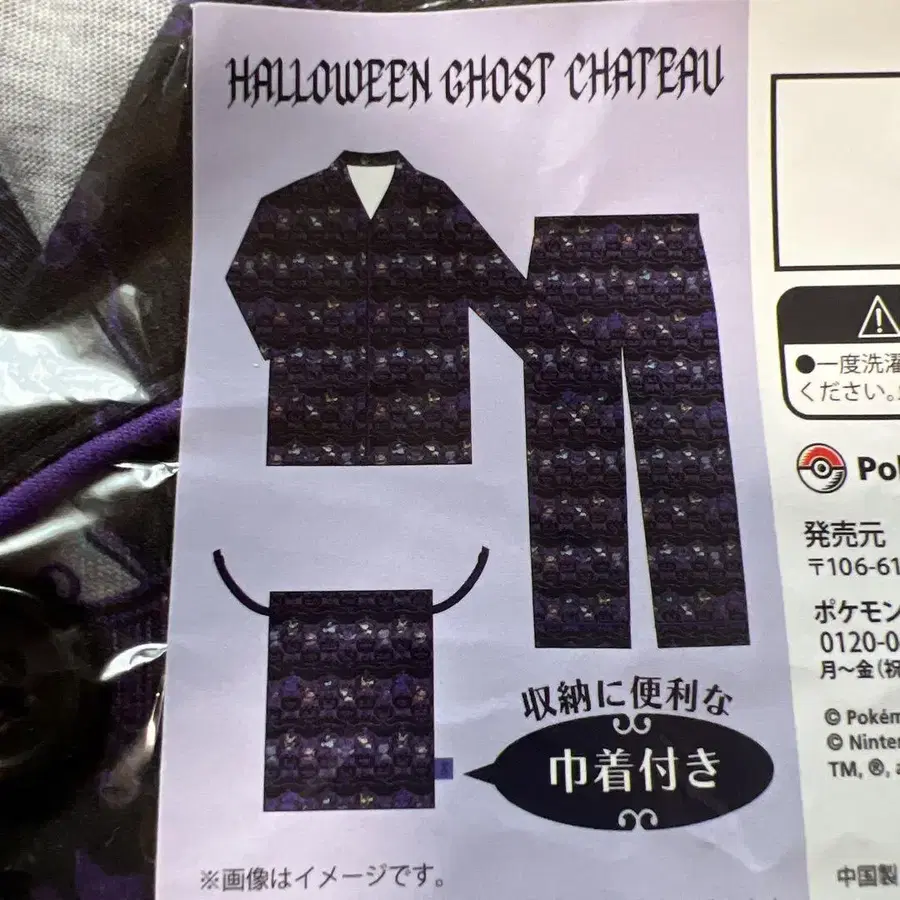 HALLOWEEN GHOST CHATEAU
収納に便利な
巾着付き
※画像はイメージです。
●一度洗濯
ください。
発売元
〒106-61
ポケモン
0120-0
月〜金(祝
© Pokém
© Ninten
TM, ®, a
中国製